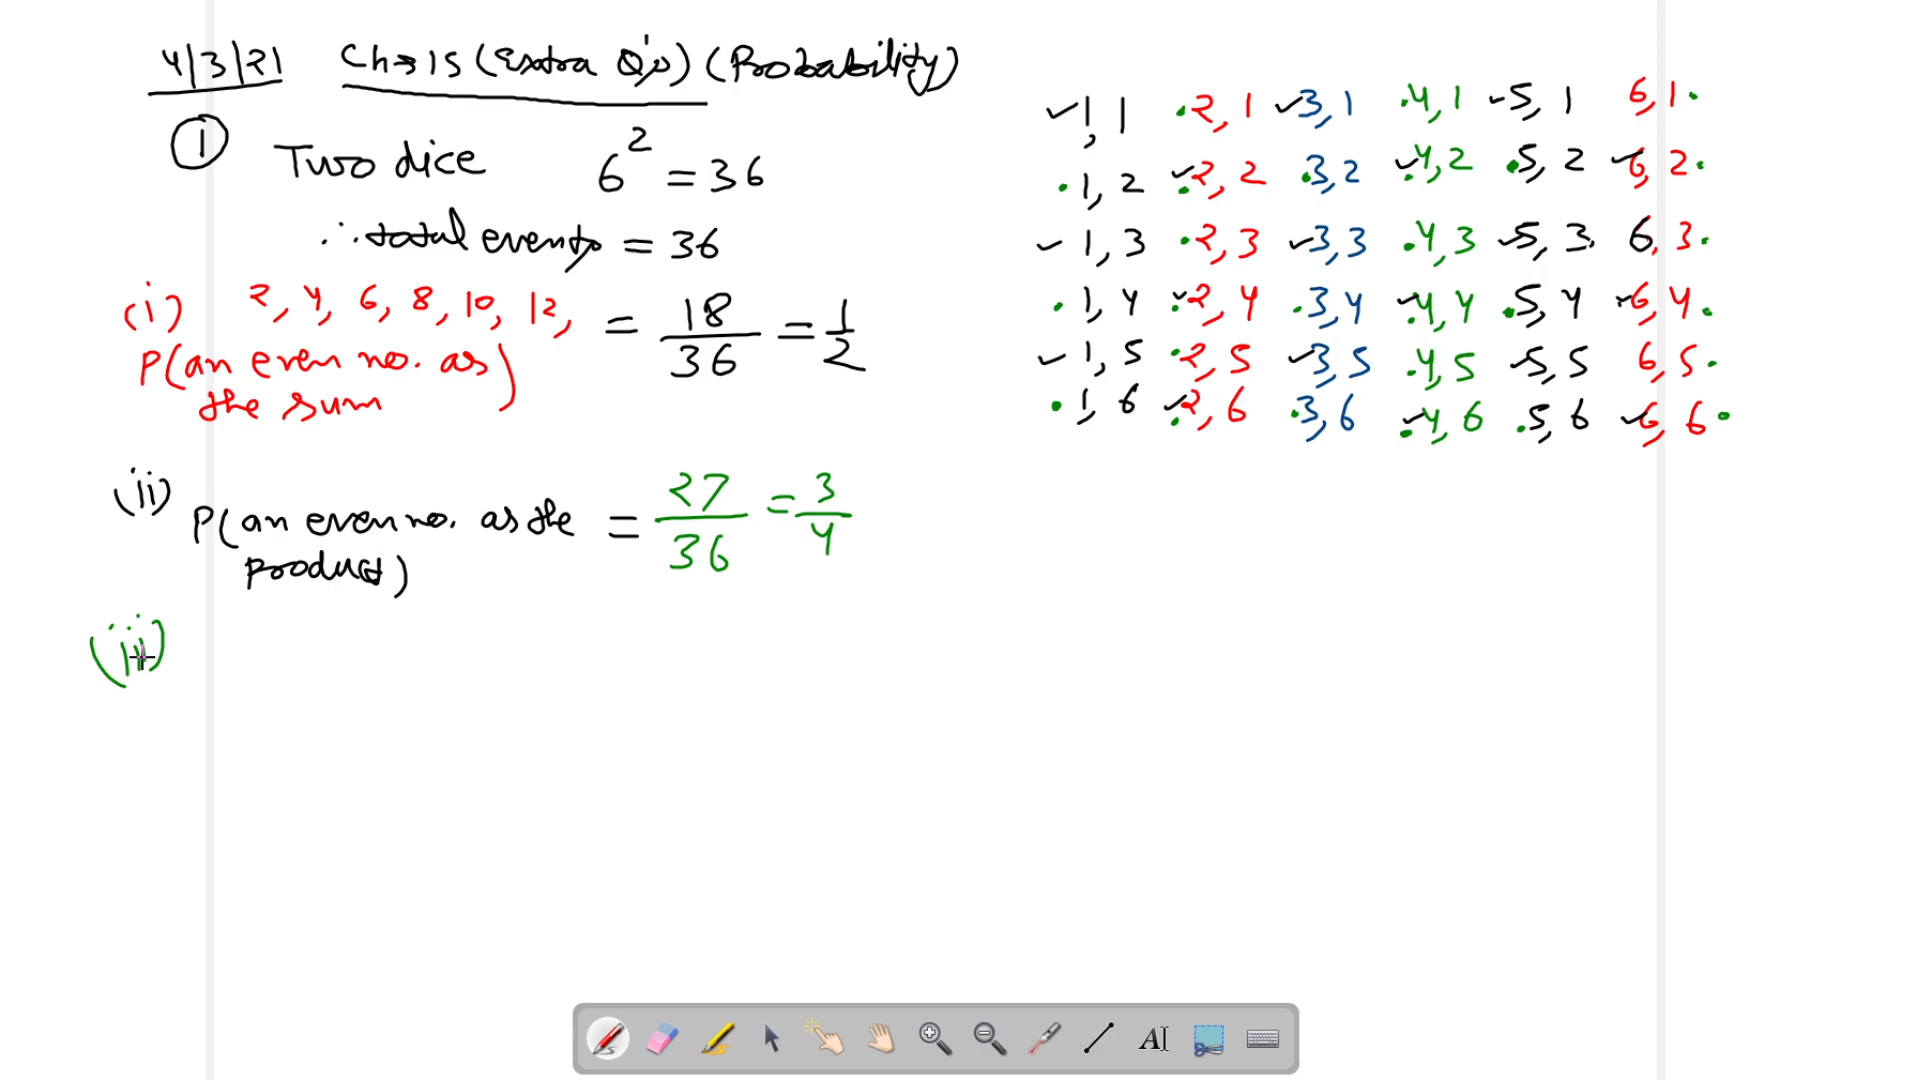 4/3/21 Ch→15 (Extra Q's) (Probability)
① Two dice 6² = 36
∴ total events = 36
(i) 2, 4, 6, 8, 10, 12,
P(an even no. as the sum) = 18/36 = 1/2
(ii) P(an even no. as the product) = 27/36 = 3/4
(iii)
1, 1 2, 1 3, 1 4, 1 5, 1 6, 1
1, 2 2, 2 3, 2 4, 2 5, 2 6, 2
1, 3 2, 3 3, 3 4, 3 5, 3 6, 3
1, 4 2, 4 3, 4 4, 4 5, 4 6, 4
1, 5 2, 5 3, 5 4, 5 5, 5 6, 5
1, 6 2, 6 3, 6 4, 6 5, 6 6, 6